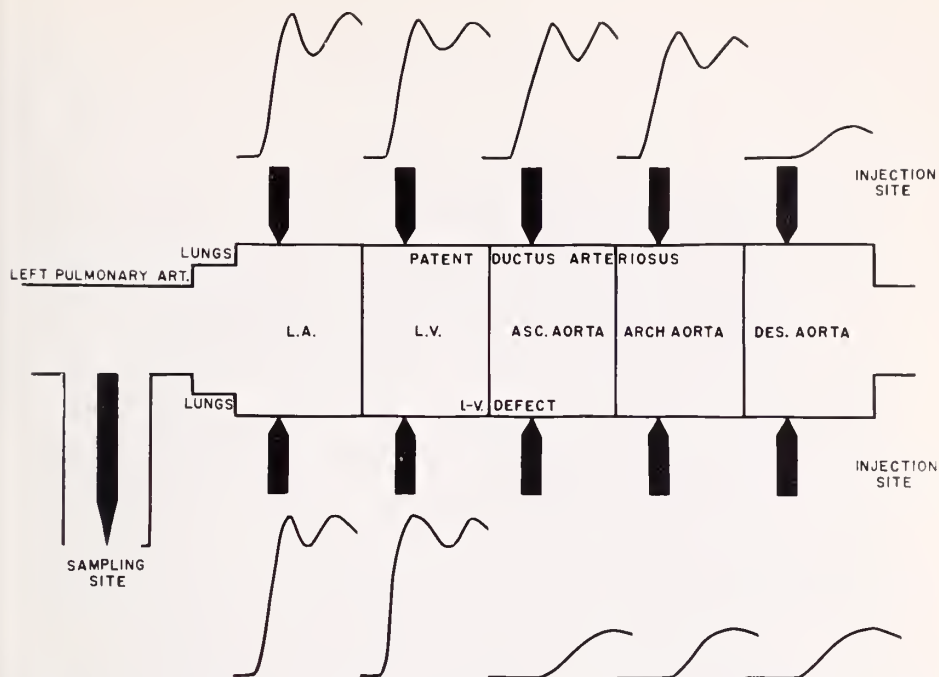 INJECTION
SITE
LUNGS
PATENT DUCTUS ARTERIOSUS
LEFT PULMONARY ART.
L.A.
L.V.
ASC. AORTA
ARCH AORTA
DES. AORTA
LUNGS
I-V. DEFECT
INJECTION
SITE
SAMPLING
SITE